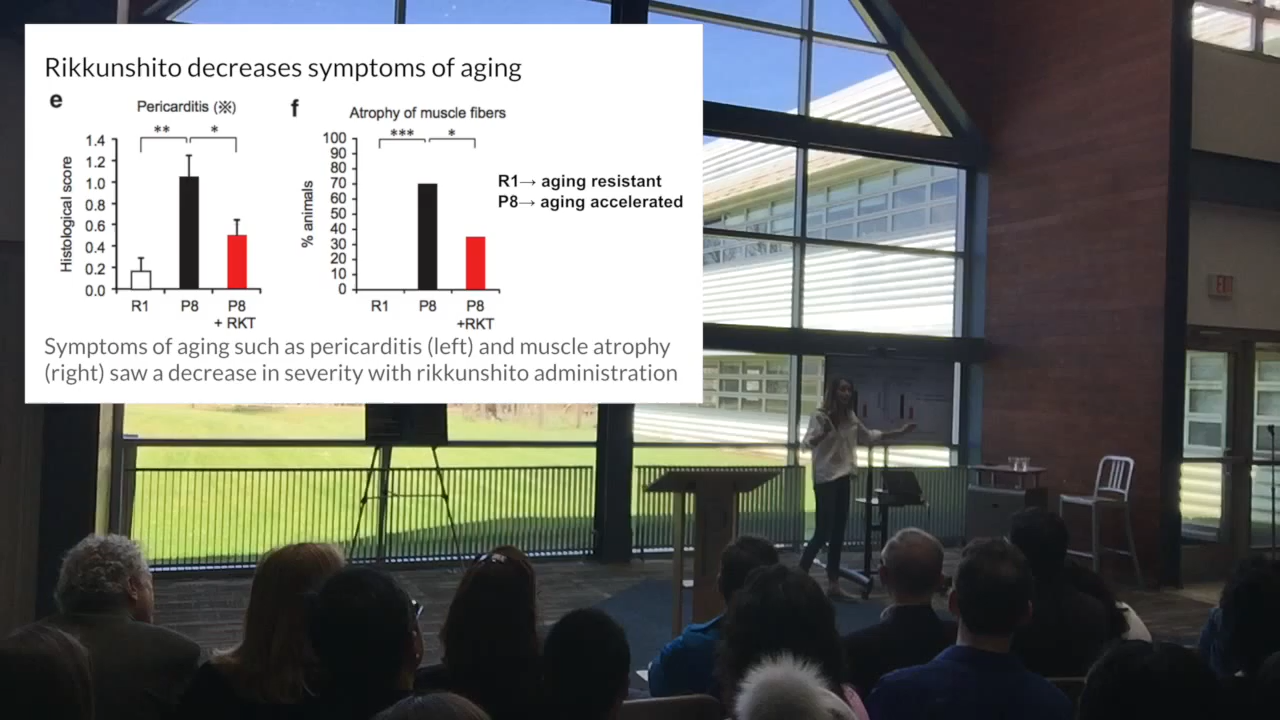 Rikkunshito decreases symptoms of aging
e
Pericarditis (※)
** *
1.4
1.2
1.0
0.8
0.6
0.4
0.2
0.0
Histological score
R1 P8 P8
+ RKT
f
Atrophy of muscle fibers
*** *
100
90
80
70
60
50
40
30
20
10
0
% animals
R1 P8 P8
+RKT
R1→ aging resistant
P8→ aging accelerated
Symptoms of aging such as pericarditis (left) and muscle atrophy
(right) saw a decrease in severity with rikkunshito administration
EXIT